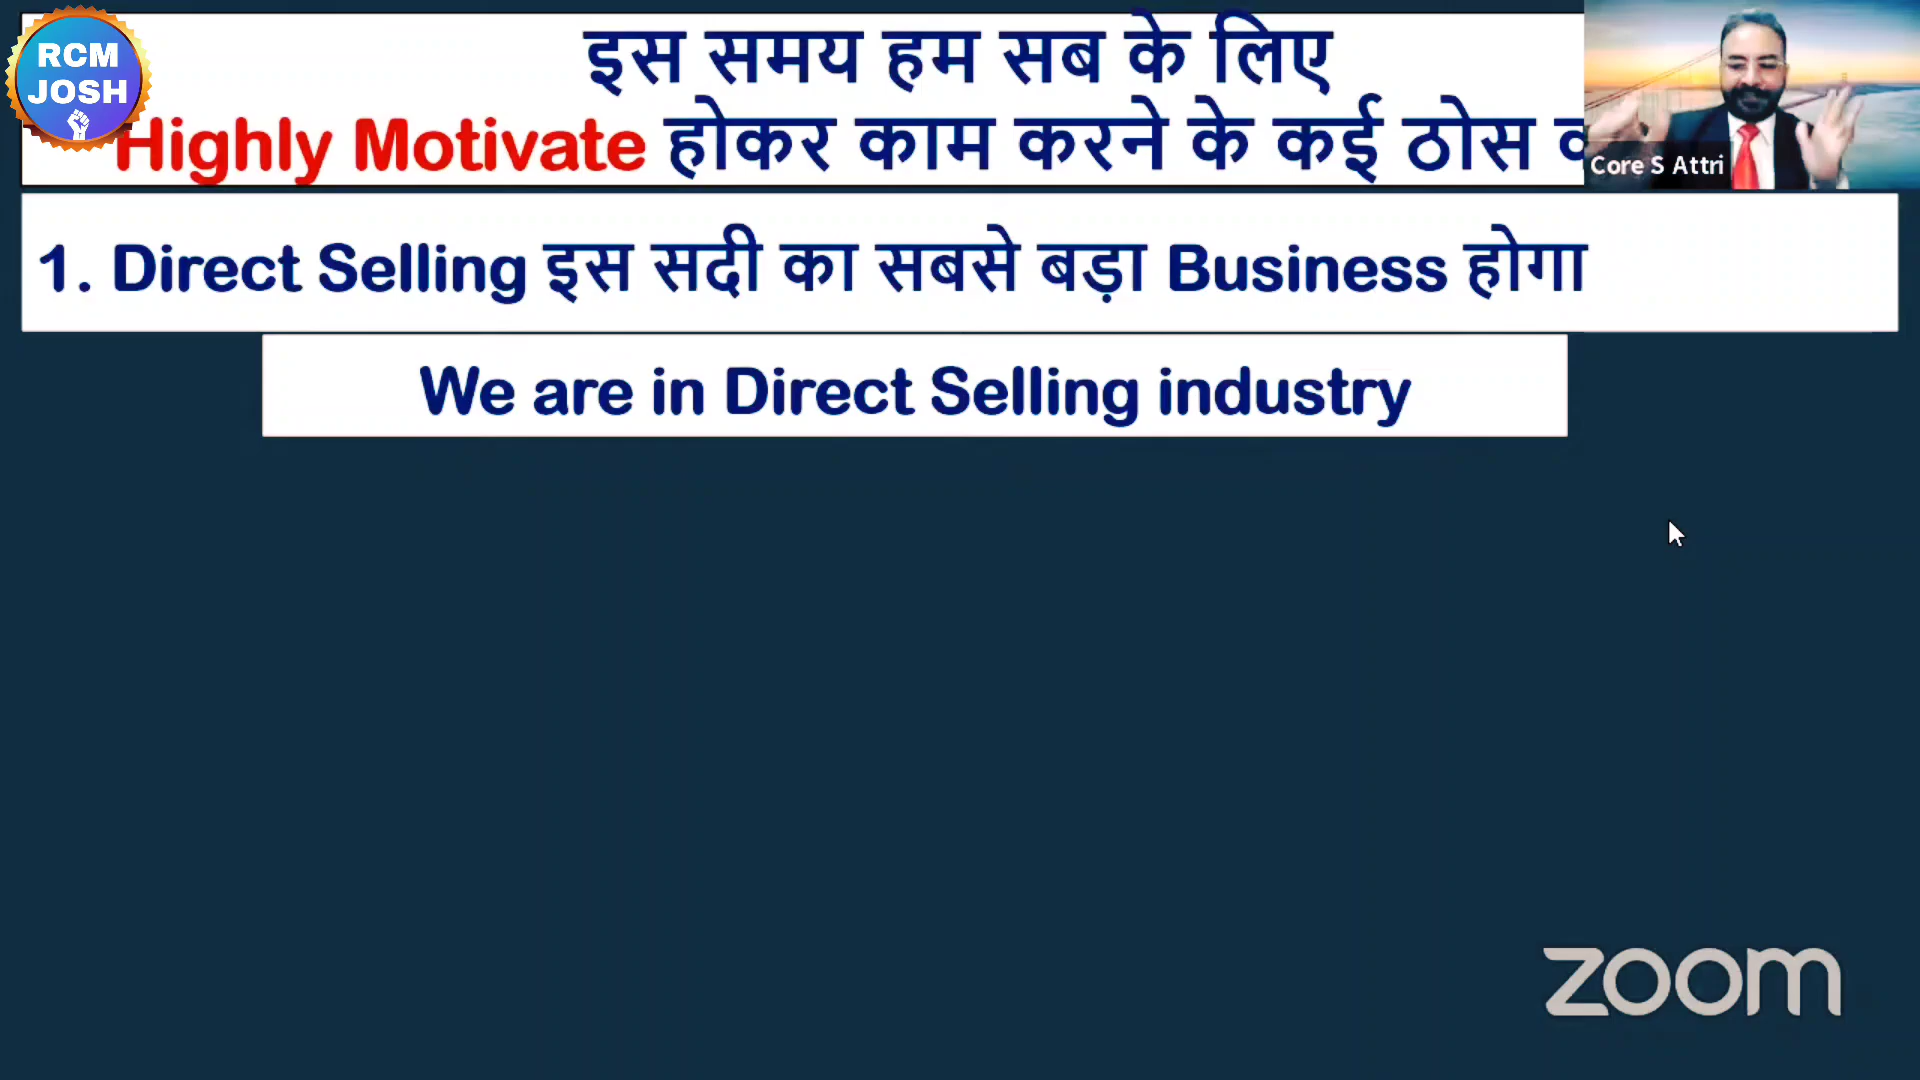 RCM
JOSH
इस समय हम सब के लिए
Highly Motivate होकर काम करने के कई ठोस
Core S Attri
1. Direct Selling इस सदी का सबसे बड़ा Business होगा
We are in Direct Selling industry
zoom